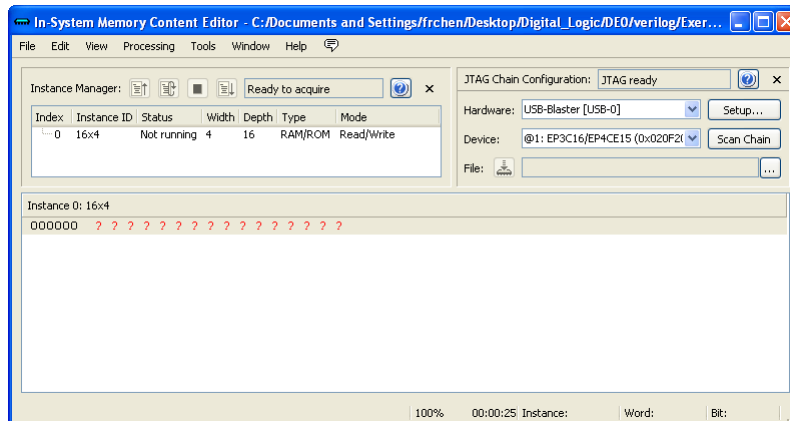 In-System Memory Content Editor - C:/Documents and Settings/frchen/Desktop/Digital_Logic/DE0/verilog/Exer...
File Edit View Processing Tools Window Help
Instance Manager: Ready to acquire
Index Instance ID Status Width Depth Type Mode
0 16x4 Not running 4 16 RAM/ROM Read/Write
JTAG Chain Configuration: JTAG ready
Hardware: USB-Blaster [USB-0] Setup...
Device: @1: EP3C16/EP4CE15 (0x020F20 Scan Chain
File: ...
Instance 0: 16x4
000000 ? ? ? ? ? ? ? ? ? ? ? ? ? ? ? ?
100% 00:00:25 Instance: Word: Bit: